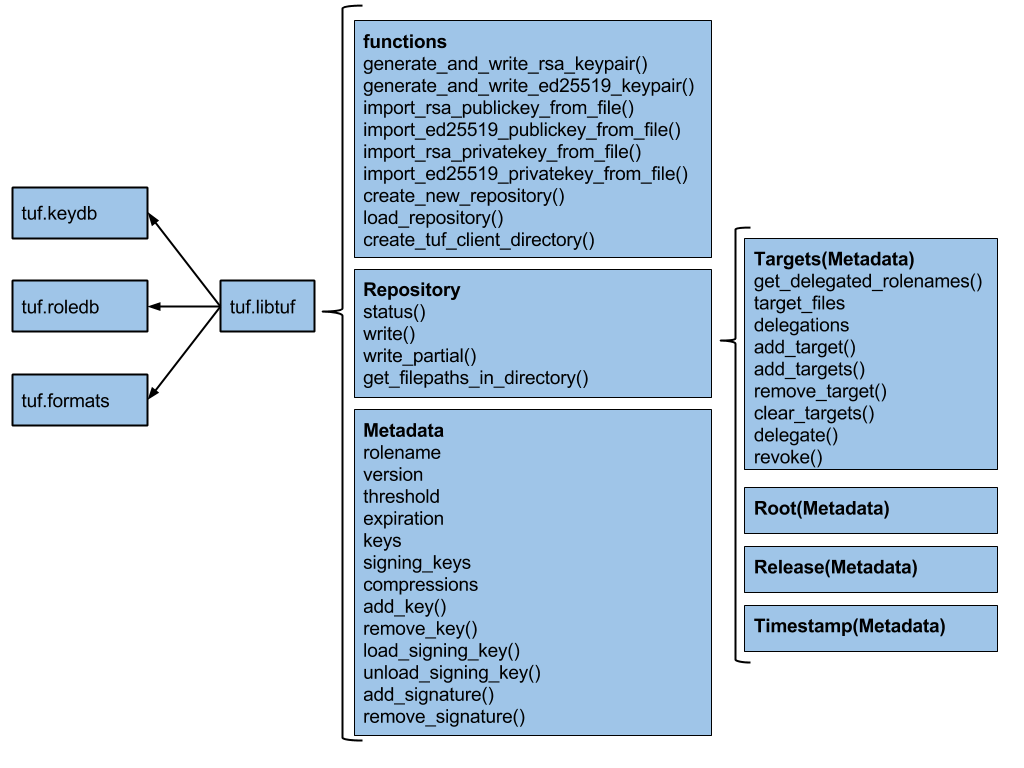 tuf.keydb
tuf.roledb
tuf.formats
tuf.libtuf
functions
generate_and_write_rsa_keypair()
generate_and_write_ed25519_keypair()
import_rsa_publickey_from_file()
import_ed25519_publickey_from_file()
import_rsa_privatekey_from_file()
import_ed25519_privatekey_from_file()
create_new_repository()
load_repository()
create_tuf_client_directory()
Repository
status()
write()
write_partial()
get_filepaths_in_directory()
Metadata
rolename
version
threshold
expiration
keys
signing_keys
compressions
add_key()
remove_key()
load_signing_key()
unload_signing_key()
add_signature()
remove_signature()
Targets(Metadata)
get_delegated_rolenames()
target_files
delegations
add_target()
add_targets()
remove_target()
clear_targets()
delegate()
revoke()
Root(Metadata)
Release(Metadata)
Timestamp(Metadata)